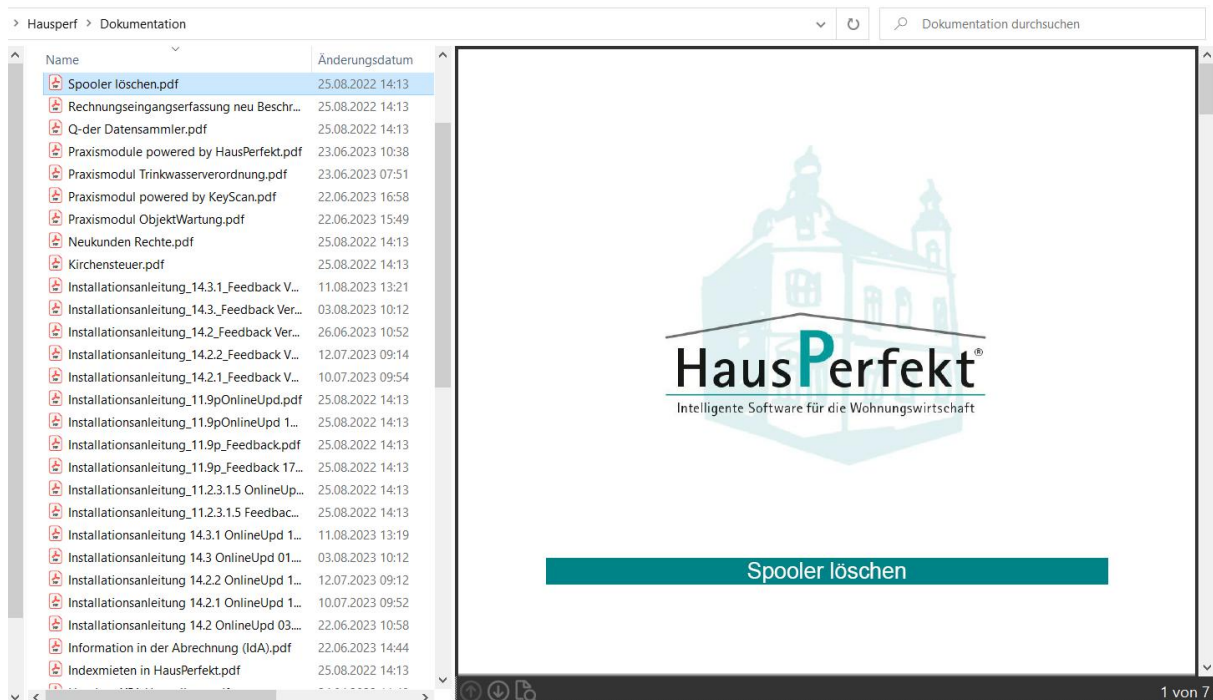 Hausperf > Dokumentation
Dokumentation durchsuchen
Name Änderungsdatum
Spooler löschen.pdf 25.08.2022 14:13
Rechnungseingangserfassung neu Beschr... 25.08.2022 14:13
Q-der Datensammler.pdf 25.08.2022 14:13
Praxismodule powered by HausPerfekt.pdf 23.06.2023 10:38
Praxismodul Trinkwasserverordnung.pdf 23.06.2023 07:51
Praxismodul powered by KeyScan.pdf 22.06.2023 16:58
Praxismodul ObjektWartung.pdf 22.06.2023 15:49
Neukunden Rechte.pdf 25.08.2022 14:13
Kirchensteuer.pdf 25.08.2022 14:13
Installationsanleitung_14.3.1_Feedback V... 11.08.2023 13:21
Installationsanleitung_14.3._Feedback Ver... 03.08.2023 10:12
Installationsanleitung_14.2_Feedback Ver... 26.06.2023 10:52
Installationsanleitung_14.2.2_Feedback V... 12.07.2023 09:14
Installationsanleitung_14.2.1_Feedback V... 10.07.2023 09:54
Installationsanleitung_11.9pOnlineUpd.pdf 25.08.2022 14:13
Installationsanleitung_11.9pOnlineUpd 1... 25.08.2022 14:13
Installationsanleitung_11.9p_Feedback.pdf 25.08.2022 14:13
Installationsanleitung_11.9p_Feedback 17... 25.08.2022 14:13
Installationsanleitung_11.2.3.1.5 OnlineUp... 25.08.2022 14:13
Installationsanleitung_11.2.3.1.5 Feedbac... 25.08.2022 14:13
Installationsanleitung 14.3.1 OnlineUpd 1... 11.08.2023 13:19
Installationsanleitung 14.3 OnlineUpd 01.... 03.08.2023 10:12
Installationsanleitung 14.2.2 OnlineUpd 1... 12.07.2023 09:12
Installationsanleitung 14.2.1 OnlineUpd 1... 10.07.2023 09:52
Installationsanleitung 14.2 OnlineUpd 03.... 22.06.2023 10:58
Information in der Abrechnung (IdA).pdf 22.06.2023 14:44
Indexmieten in HausPerfekt.pdf 25.08.2022 14:13
HausPerfekt®
Intelligente Software für die Wohnungswirtschaft
Spooler löschen
1 von 7